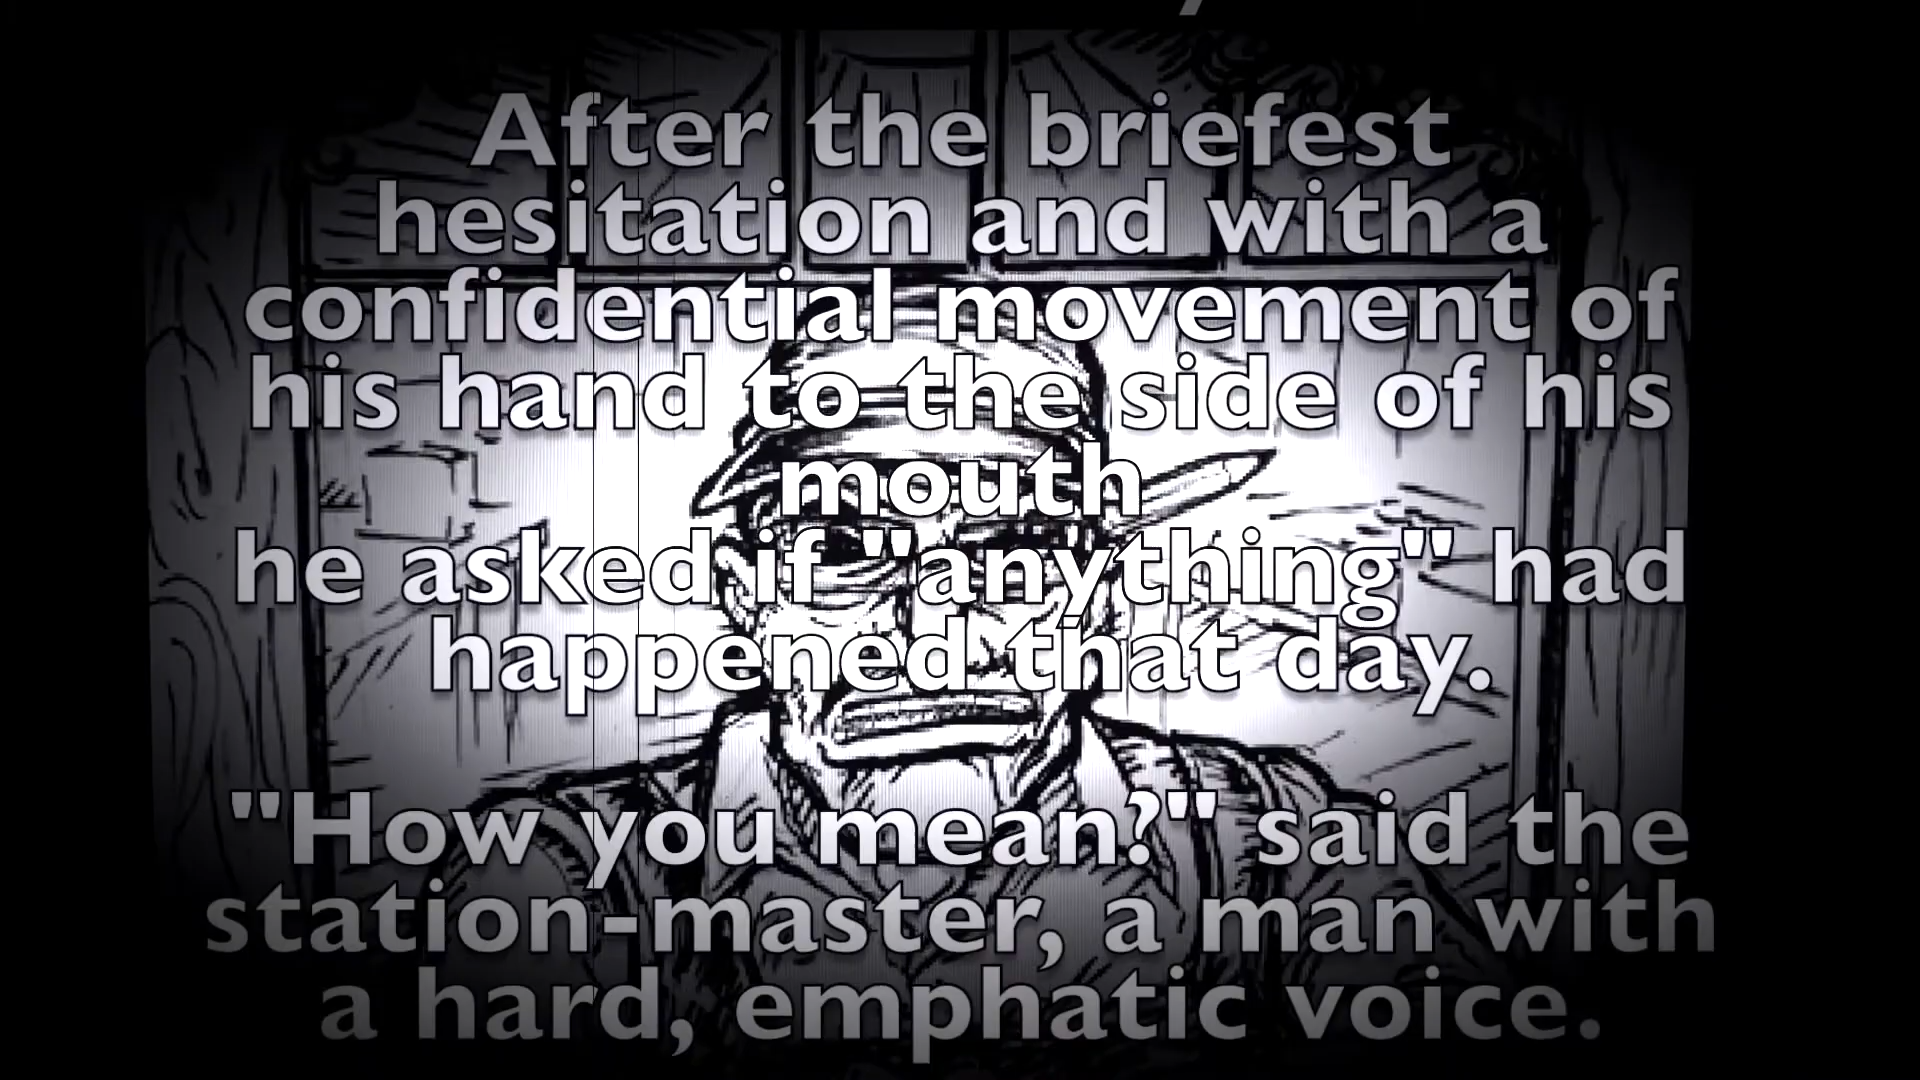 After the briefest
hesitation and with a
confidential movement of
his hand to the side of his
mouth
he asked if "anything" had
happened that day.
"How you mean?" said the
station-master, a man with
a hard, emphatic voice.